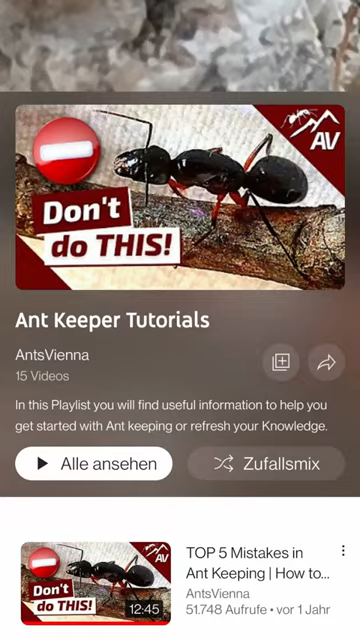 AV
Don't
do THIS!
Ant Keeper Tutorials
AntsVienna
15 Videos
In this Playlist you will find useful information to help you
get started with Ant keeping or refresh your Knowledge.
Alle ansehen
Zufallsmix
AV
Don't
do THIS!
12:45
TOP 5 Mistakes in
Ant Keeping | How to...
AntsVienna
51.748 Aufrufe • vor 1 Jahr